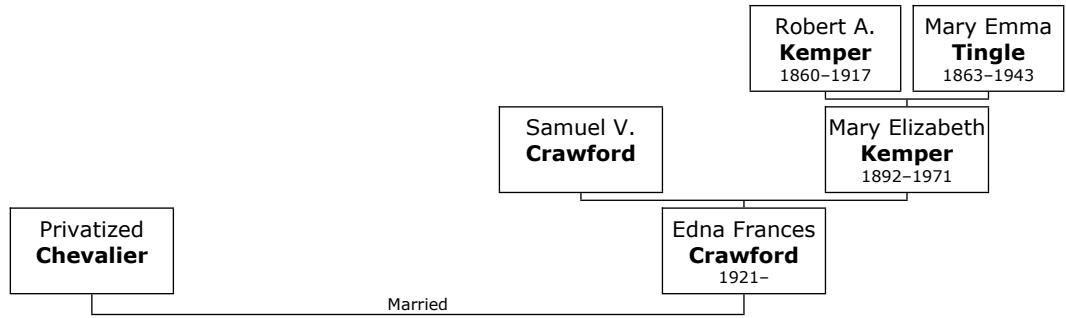 Robert A.
Kemper
1860–1917
Mary Emma
Tingle
1863–1943
Samuel V.
Crawford
Mary Elizabeth
Kemper
1892–1971
Privatized
Chevalier
Edna Frances
Crawford
1921–
Married